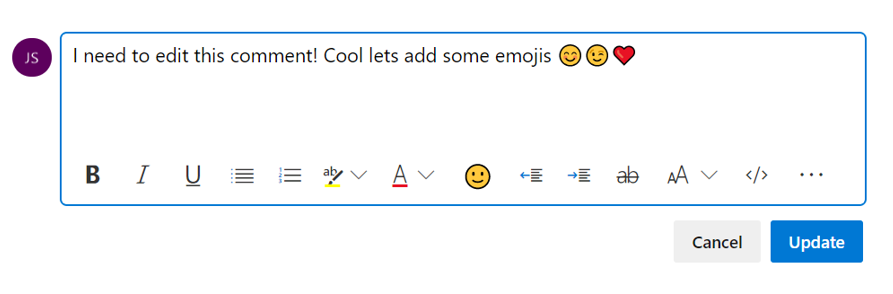 JS
I need to edit this comment! Cool lets add some emojis 😊😉❤️
B I U ab A ab AA </> ...
Cancel Update